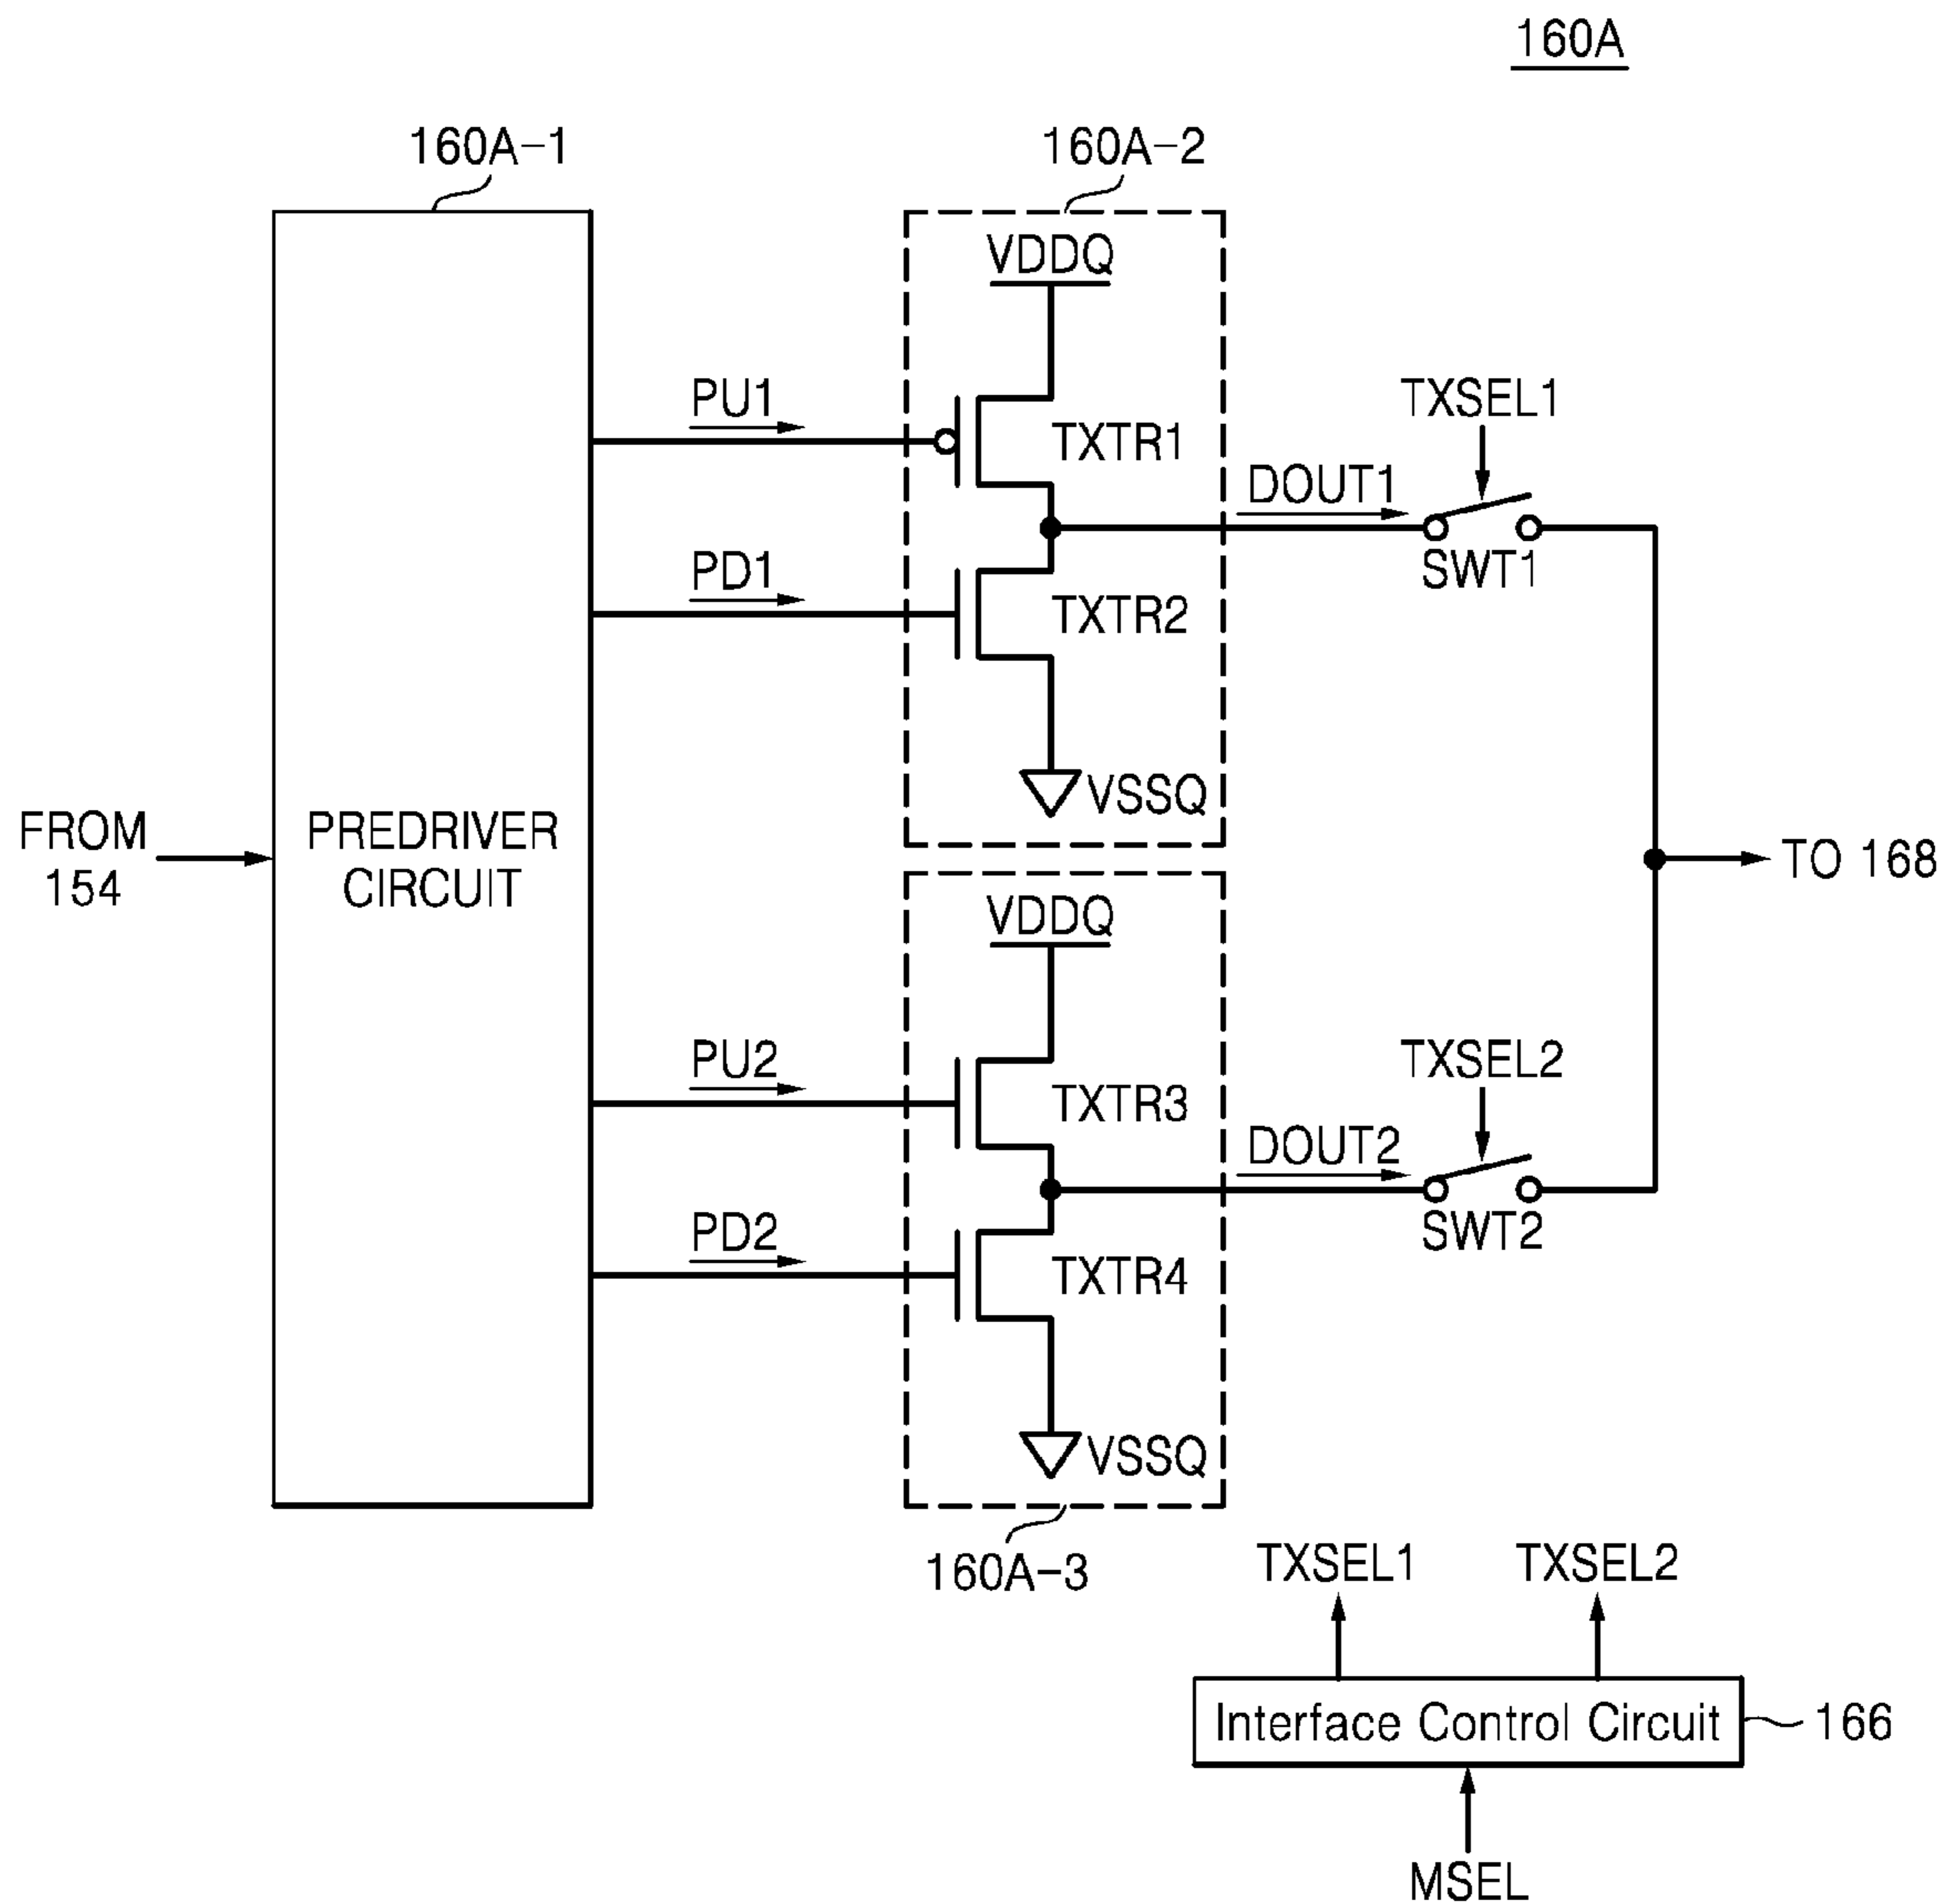 160A
160A-1
160A-2
VDDQ
PU1
TXTR1
TXSEL1
DOUT1
SWT1
PD1
TXTR2
VSSQ
FROM
154
PREDRIVER
CIRCUIT
TO 168
VDDQ
PU2
TXTR3
TXSEL2
DOUT2
SWT2
PD2
TXTR4
VSSQ
160A-3
TXSEL1
TXSEL2
Interface Control Circuit
166
MSEL